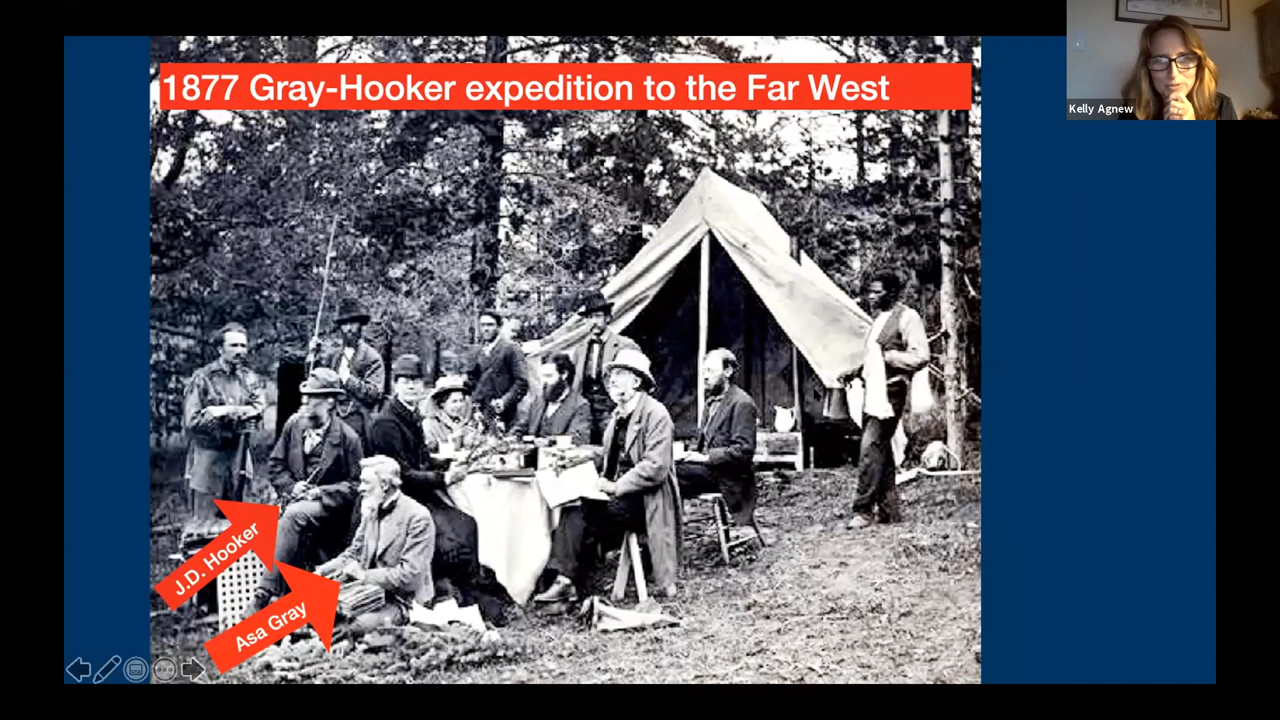 1877 Gray-Hooker expedition to the Far West
Kelly Agnew
J.D. Hooker
Asa Gray